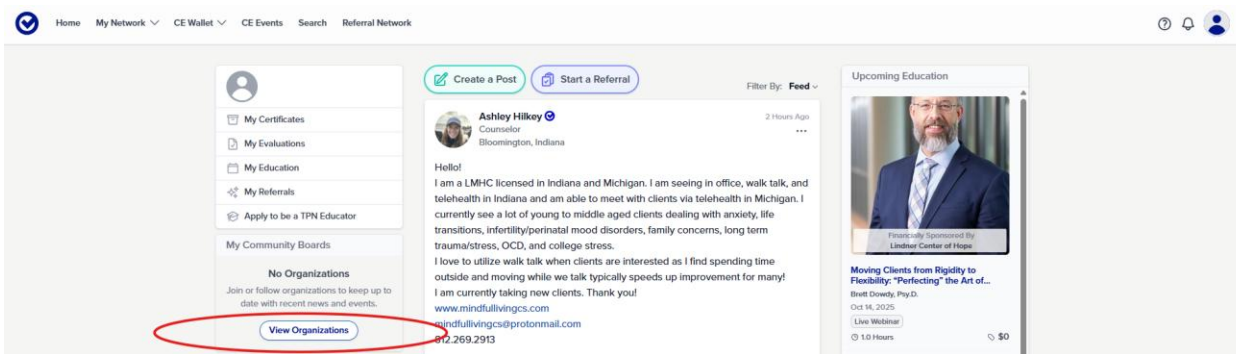 Home My Network CE Wallet CE Events Search Referral Network
My Certificates
My Evaluations
My Education
My Referrals
Apply to be a TPN Educator
My Community Boards
No Organizations
Join or follow organizations to keep up to
date with recent news and events.
View Organizations
Create a Post Start a Referral
Filter By: Feed
Ashley Hilkey
2 Hours Ago
Counselor
Bloomington, Indiana
Hello!
I am a LMHC licensed in Indiana and Michigan. I am seeing in office, walk talk, and
telehealth in Indiana and am able to meet with clients via telehealth in Michigan. I
currently see a lot of young to middle aged clients dealing with anxiety, life
transitions, infertility/perinatal mood disorders, family concerns, long term
trauma/stress, OCD, and college stress.
I love to utilize walk talk when clients are interested as I find spending time
outside and moving while we talk typically speeds up improvement for many!
I am currently taking new clients. Thank you!
www.mindfullivingcs.com
mindfullivingcs@protonmail.com
812.269.2913
Upcoming Education
Financially Sponsored By
Lindner Center of Hope
Moving Clients from Rigidity to
Flexibility: "Perfecting" the Art of...
Brett Dowdy, Psy.D.
Oct 14, 2025
Live Webinar
1.0 Hours $0